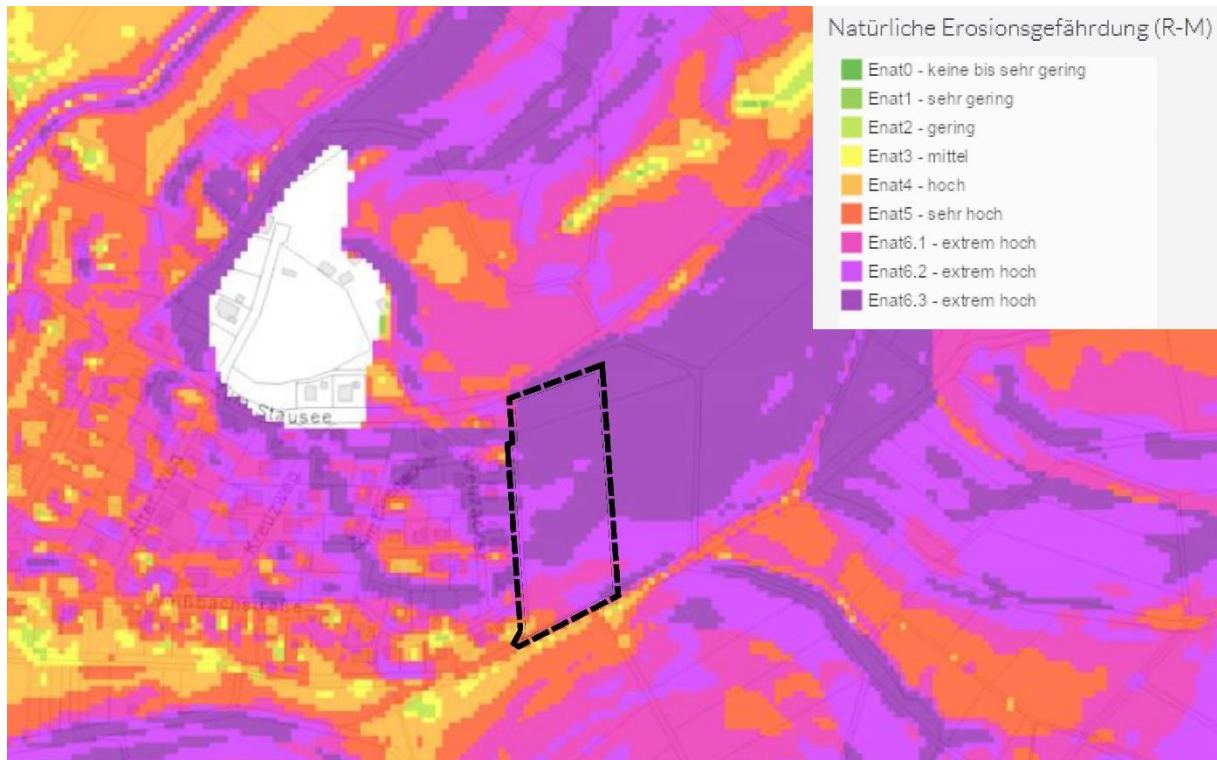 Natürliche Erosionsgefährdung (R-M)
Enat0 - keine bis sehr gering
Enat1 - sehr gering
Enat2 - gering
Enat3 - mittel
Enat4 - hoch
Enat5 - sehr hoch
Enat6.1 - extrem hoch
Enat6.2 - extrem hoch
Enat6.3 - extrem hoch
Stausee
Kreuzweg